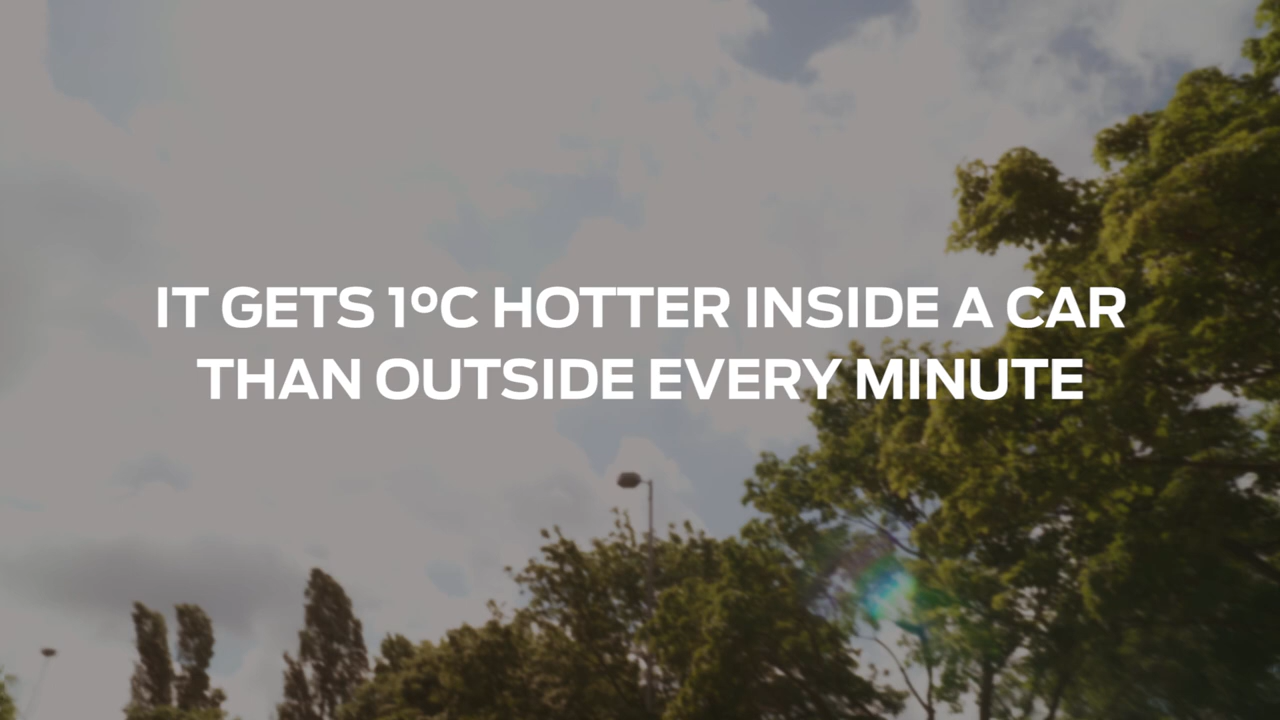 IT GETS 1ºC HOTTER INSIDE A CAR
THAN OUTSIDE EVERY MINUTE